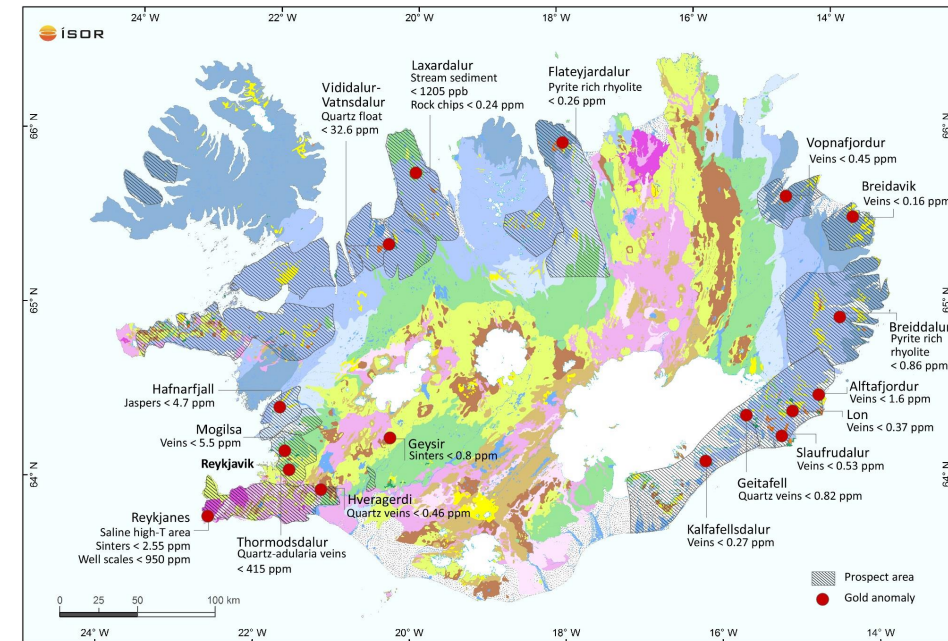 24° W
22° W
20° W
18° W
16° W
14° W
ÍSOR
Laxardalur
Stream sediment
< 1205 ppb
Rock chips < 0.24 ppm
Flateyjardalur
Pyrite rich rhyolite
< 0.26 ppm
Vididalur-
Vatnsdalur
Quartz float
< 32.6 ppm
66° N
66° N
Vopnafjordur
Veins < 0.45 ppm
Breidavik
Veins < 0.16 ppm
65° N
65° N
Breiddalur
Pyrite rich
rhyolite
< 0.86 ppm
Hafnarfjall
Jaspers < 4.7 ppm
Alftafjordur
Veins < 1.6 ppm
Lon
Veins < 0.37 ppm
Mogilsa
Veins < 5.5 ppm
Geysir
Sinters < 0.8 ppm
Slaufrudalur
Veins < 0.53 ppm
Reykjavik
64° N
64° N
Geitafell
Quartz veins < 0.82 ppm
Hveragerdi
Quartz veins < 0.46 ppm
Reykjanes
Saline high-T area
Sinters < 2.55 ppm
Well scales < 950 ppm
Kalfafellsdalur
Veins < 0.27 ppm
Thormodsdalur
Quartz-adularia veins
< 415 ppm
Prospect area
Gold anomaly
0 25 50 100 km
24° W
22° W
20° W
18° W
16° W
14° W